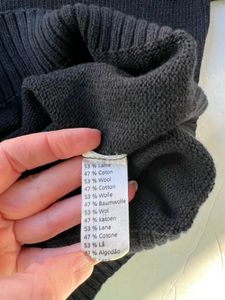 53 % Laine
47 % Coton
53 % Wool
47 % Cotton
53 % Wolle
47 % Baumwolle
53 % Wol
47 % katoen
53 % Lana
47 % Cotone
53 % Lã
47 % Algodão